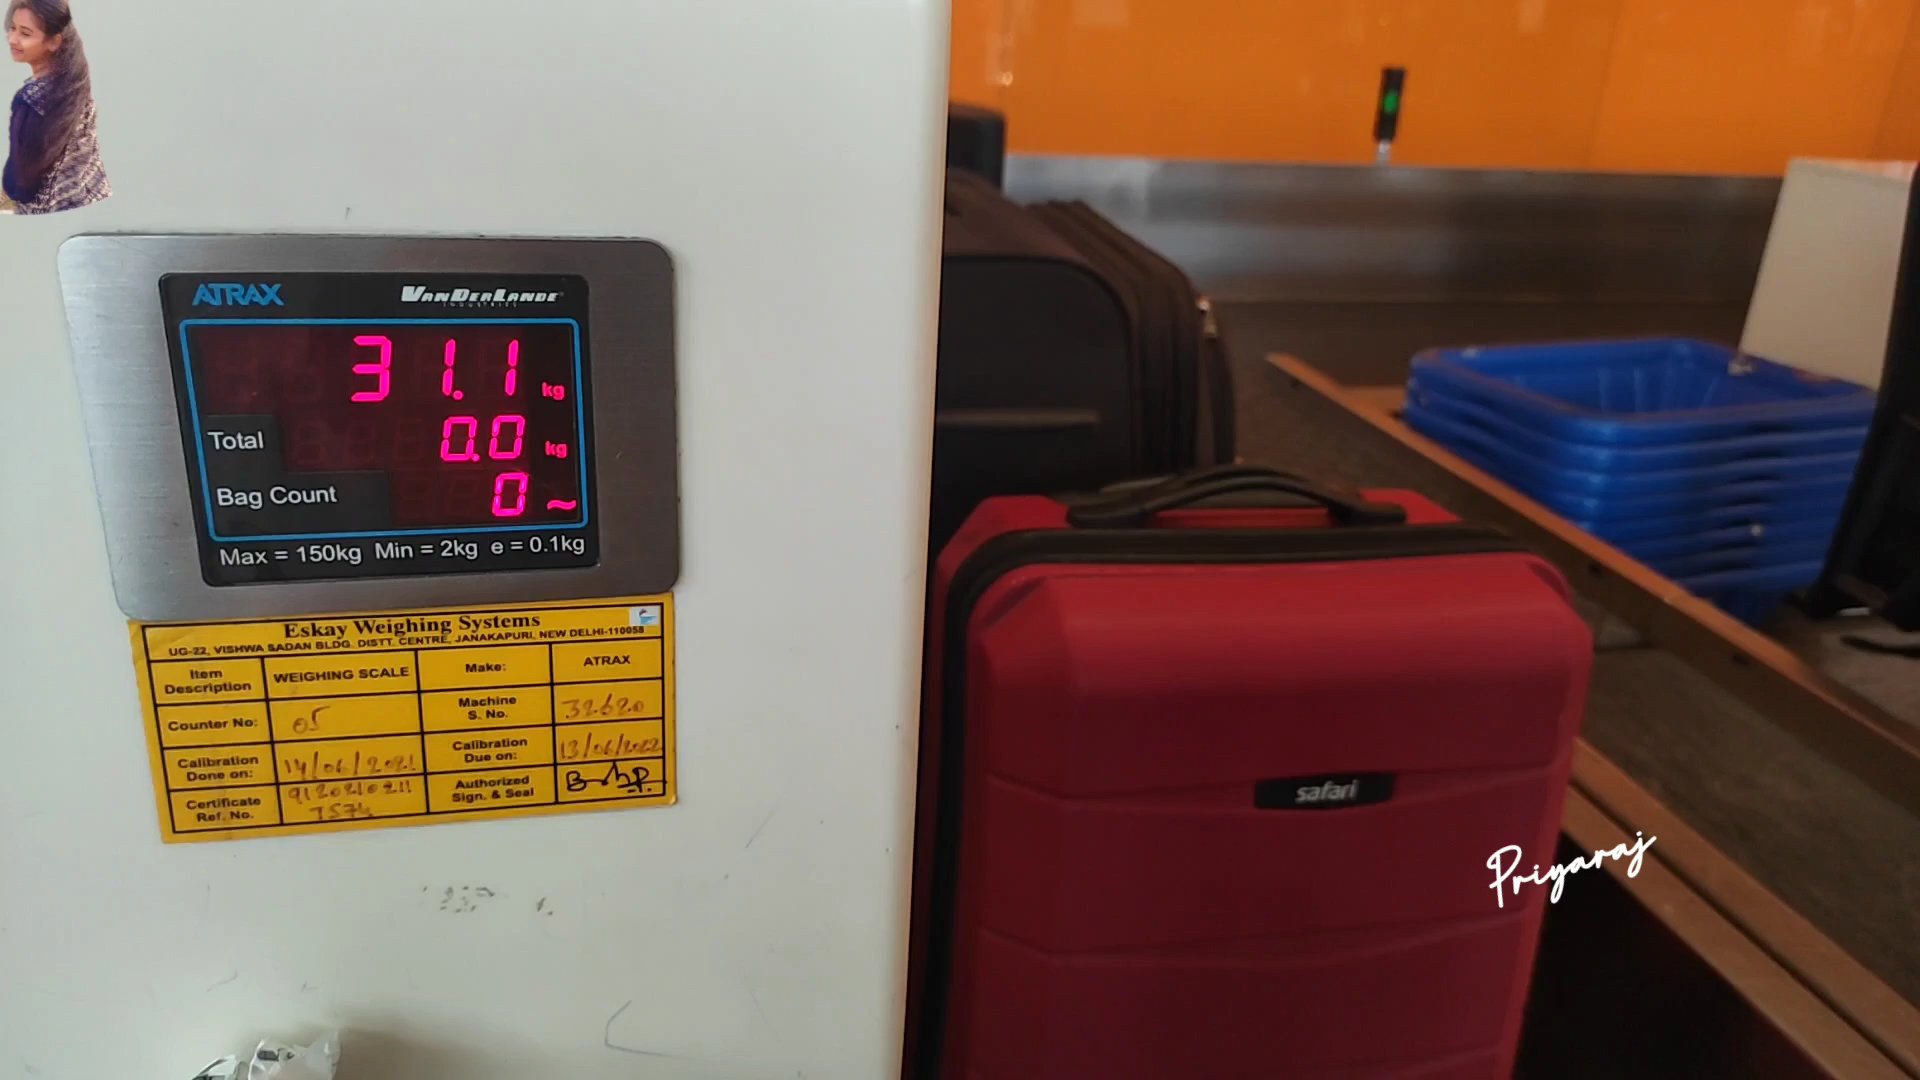 ATRAX VANDERLANDE
INDUSTRIES
31.1 kg
Total 0.0 kg
Bag Count 0 ~
Max = 150kg Min = 2kg e = 0.1kg
Eskay Weighing Systems
UG-22, VISHWA SADAN BLDG. DISTT. CENTRE, JANAKAPURI, NEW DELHI-110058
Item Description WEIGHING SCALE Make: ATRAX
Counter No: 05 Machine S. No. 32620
Calibration Done on: 14/06/2021 Calibration Due on: 13/06/2022
Certificate Ref. No. Authorized Sign. & Seal
safari
Priyaraj